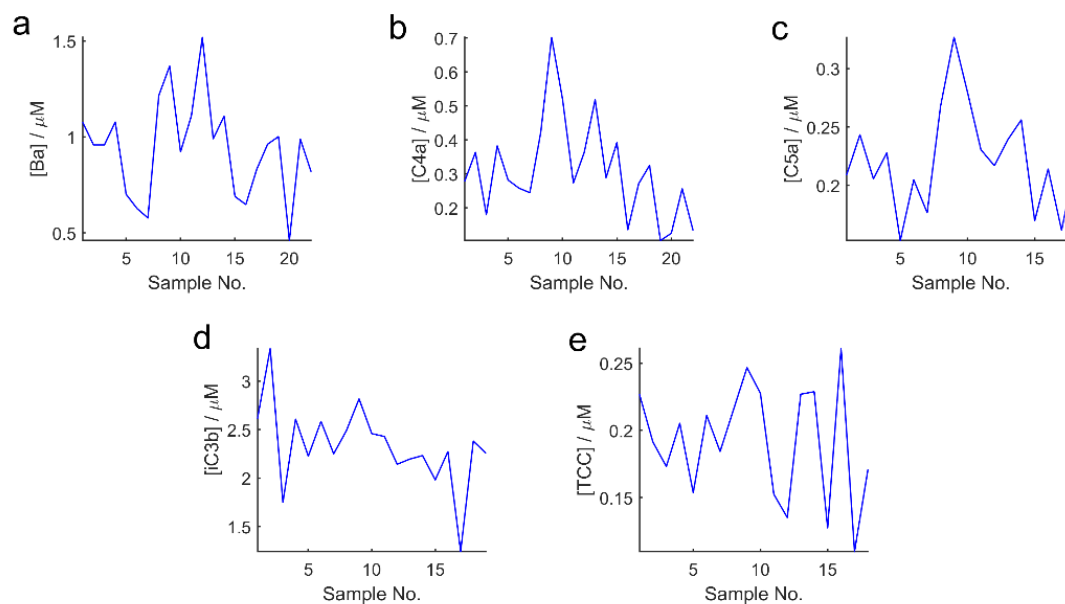 a
[Ba] / μM
1.5
1
0.5
5 10 15 20
Sample No.
b
[C4a] / μM
0.7
0.6
0.5
0.4
0.3
0.2
5 10 15 20
Sample No.
c
[C5a] / μM
0.3
0.25
0.2
5 10 15
Sample No.
d
[iC3b] / μM
3
2.5
2
1.5
5 10 15
Sample No.
e
[TCC] / μM
0.25
0.2
0.15
5 10 15
Sample No.